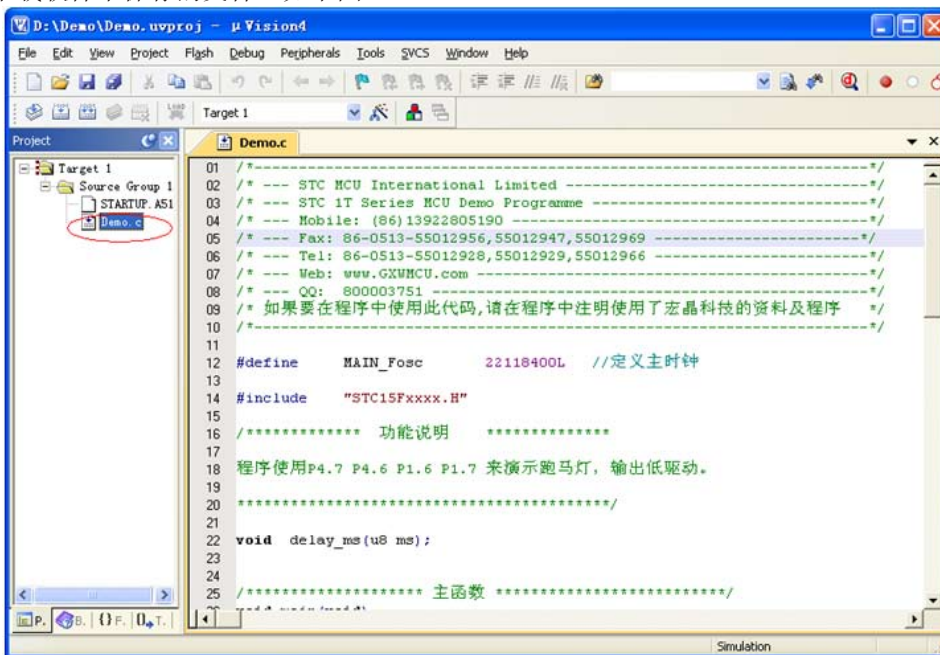 D:\Demo\Demo.uvproj - µVision4
File Edit View Project Flash Debug Peripherals Tools SVCS Window Help
Target 1
Project
Demo.c
Target 1
Source Group 1
STARTUP.A51
Demo.c
01 /*---------------------------------------------------------------------*/
02 /* --- STC MCU International Limited ----------------------------------*/
03 /* --- STC 1T Series MCU Demo Programme -------------------------------*/
04 /* --- Mobile: (86)13922805190 ----------------------------------------*/
05 /* --- Fax: 86-0513-55012956,55012947,55012969 -----------------------*/
06 /* --- Tel: 86-0513-55012928,55012929,55012966 ------------------------*/
07 /* --- Web: www.GXWMCU.com --------------------------------------------*/
08 /* --- QQ: 800003751 -------------------------------------------------*/
09 /* 如果要在程序中使用此代码,请在程序中注明使用了宏晶科技的资料及程序 */
10 /*---------------------------------------------------------------------*/
11
12 #define MAIN_Fosc 22118400L //定义主时钟
13
14 #include "STC15Fxxxx.H"
15
16 /************* 功能说明 **************
17
18 程序使用P4.7 P4.6 P1.6 P1.7 来演示跑马灯，输出低驱动。
19
20 ******************************************/
21
22 void delay_ms(u8 ms);
23
24
25 /******************** 主函数 **************************/
P. B. {} F. 0 T.
Simulation